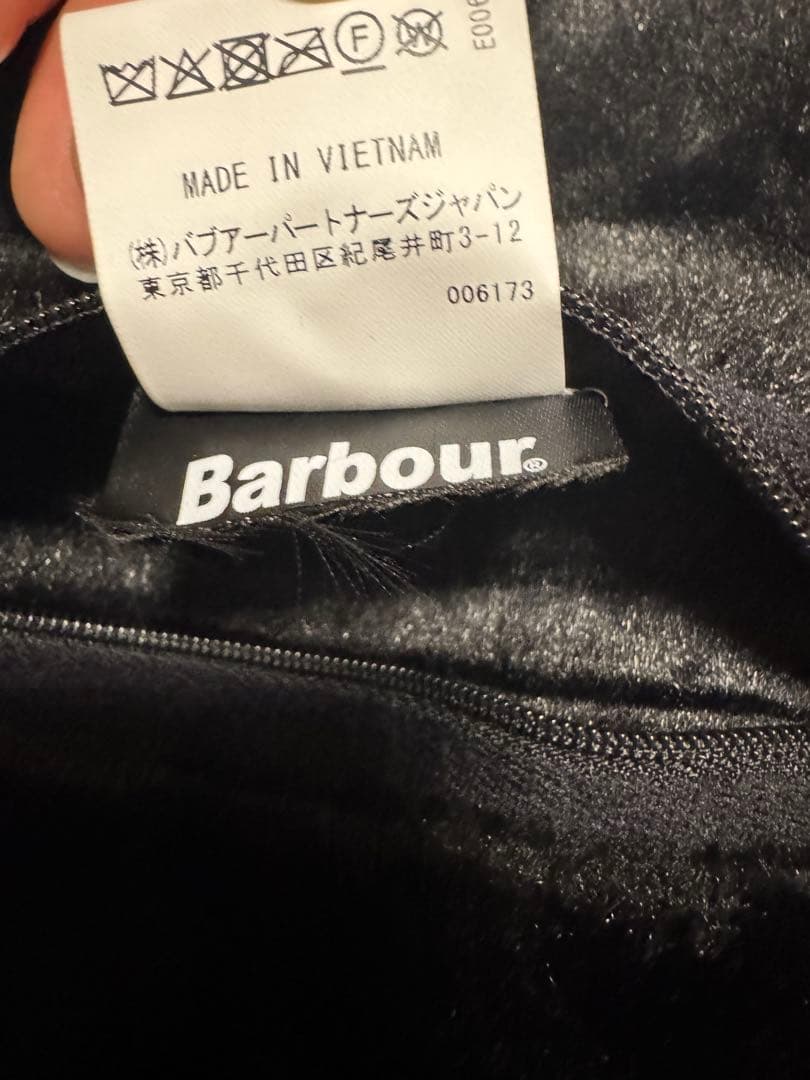 F
W
E006
MADE IN VIETNAM
(株)バブアーパートナーズジャパン
東京都千代田区紀尾井町3-12
006173
Barbour®